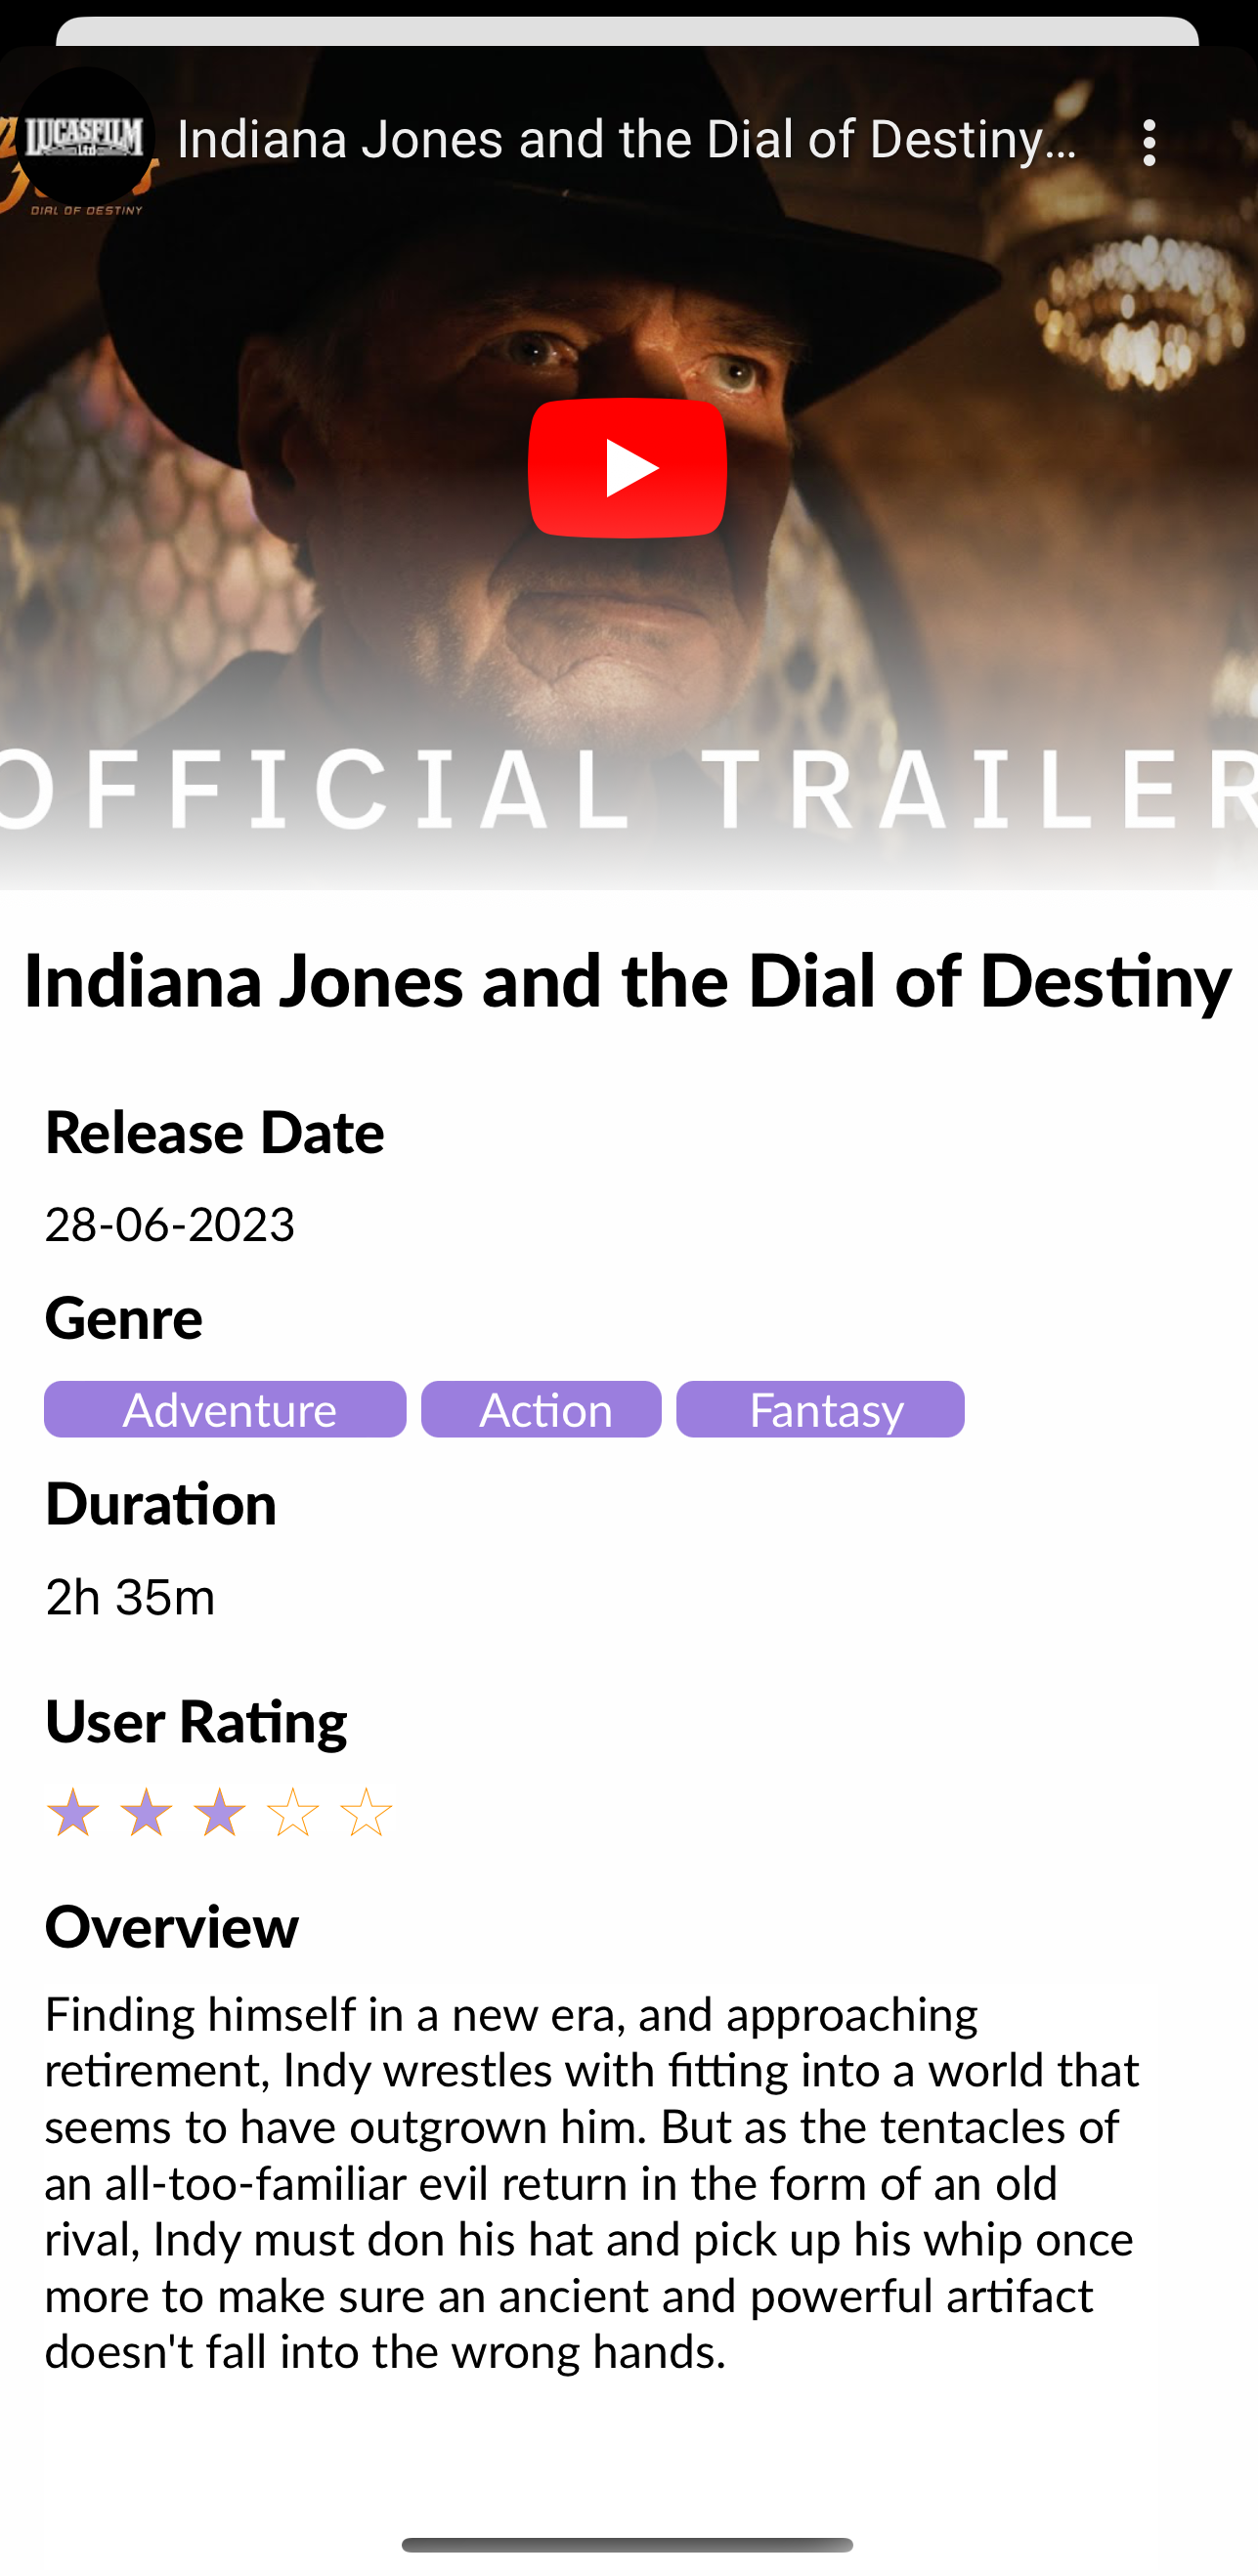 LUCASFILM
LTD
Indiana Jones and the Dial of Destiny...
DIAL OF DESTINY
OFFICIAL TRAILER
Indiana Jones and the Dial of Destiny
Release Date
28-06-2023
Genre
Adventure Action Fantasy
Duration
2h 35m
User Rating
Overview
Finding himself in a new era, and approaching
retirement, Indy wrestles with fitting into a world that
seems to have outgrown him. But as the tentacles of
an all-too-familiar evil return in the form of an old
rival, Indy must don his hat and pick up his whip once
more to make sure an ancient and powerful artifact
doesn't fall into the wrong hands.